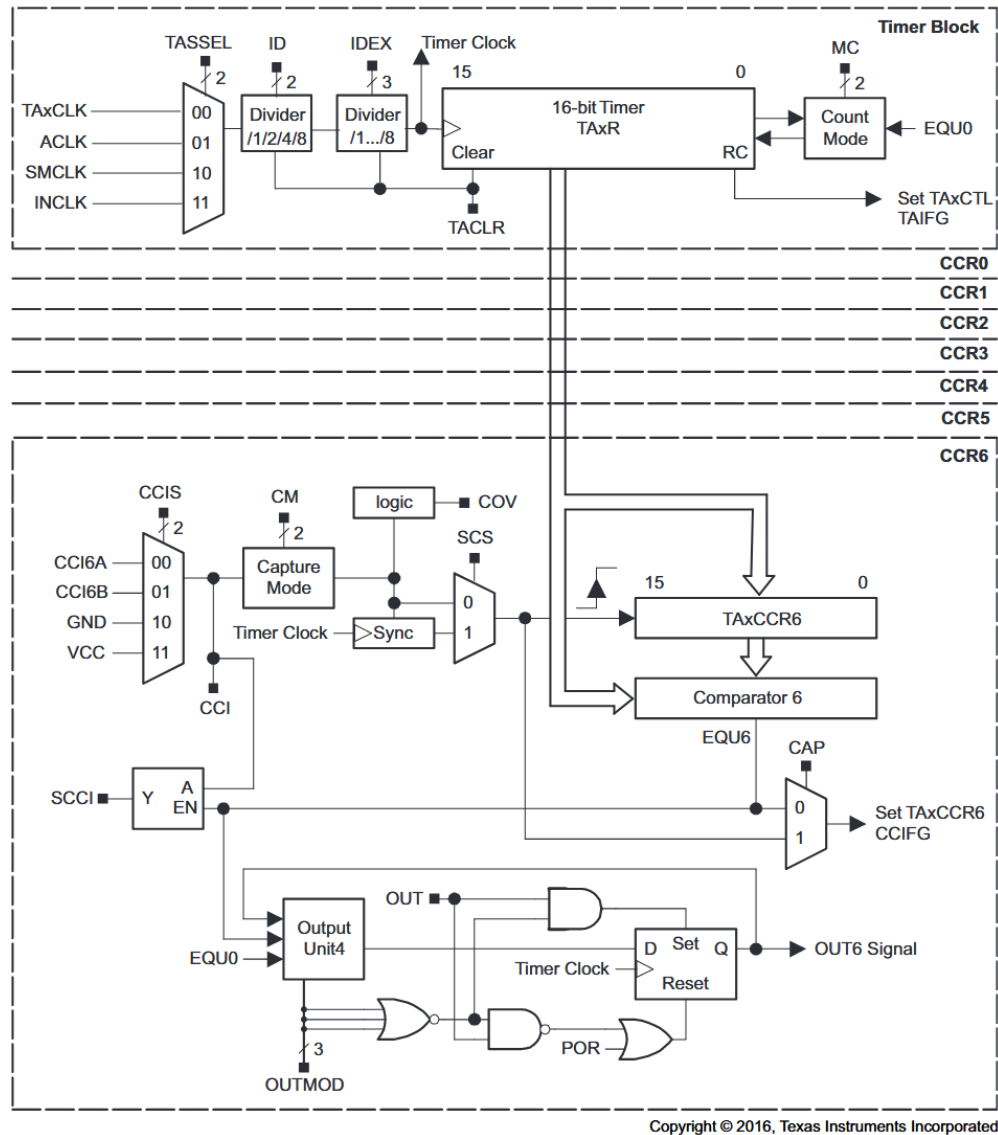 Timer Block
TASSEL
ID
IDEX
Timer Clock
15
0
MC
2
2
3
2
TAxCLK
ACLK
SMCLK
INCLK
00
01
10
11
Divider
/1/2/4/8
Divider
/1.../8
16-bit Timer
TAxR
Clear
RC
Count
Mode
EQU0
TACLR
Set TAxCTL
TAIFG
CCR0
CCR1
CCR2
CCR3
CCR4
CCR5
CCR6
CCIS
2
CM
2
logic
COV
SCS
CCI6A
CCI6B
GND
VCC
00
01
10
11
Capture
Mode
Timer Clock
Sync
0
1
15
0
TAxCCR6
CCI
Comparator 6
EQU6
CAP
SCCI
Y
A
EN
0
1
Set TAxCCR6
CCIFG
OUT
Output
Unit4
EQU0
D
Set
Q
Timer Clock
Reset
OUT6 Signal
POR
3
OUTMOD
Copyright © 2016, Texas Instruments Incorporated